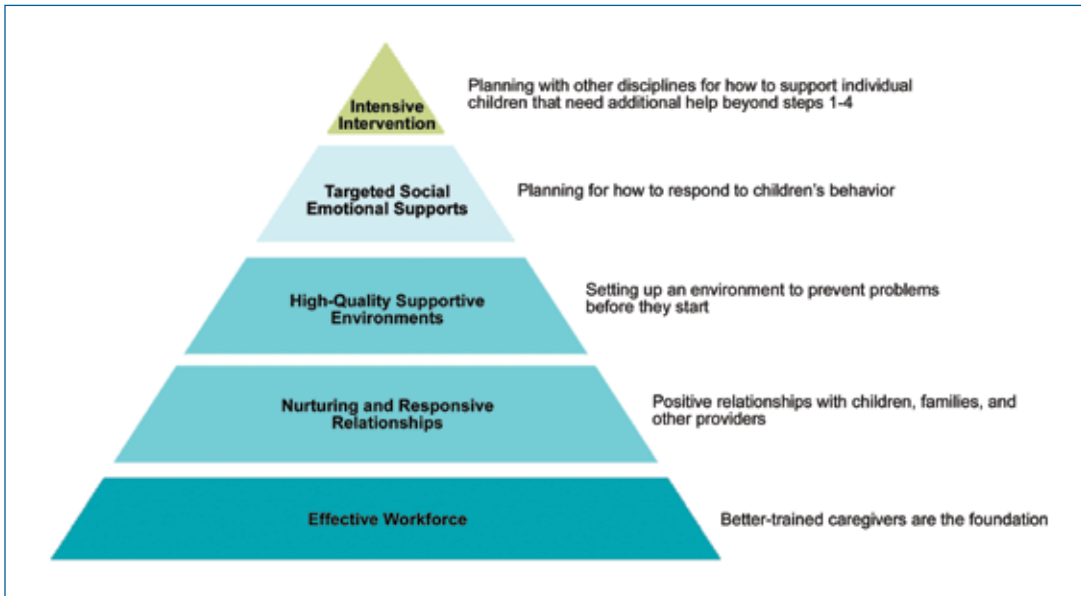 Intensive
Intervention
Planning with other disciplines for how to support individual
children that need additional help beyond steps 1-4
Targeted Social
Emotional Supports
Planning for how to respond to children's behavior
High-Quality Supportive
Environments
Setting up an environment to prevent problems
before they start
Nurturing and Responsive
Relationships
Positive relationships with children, families, and
other providers
Effective Workforce
Better-trained caregivers are the foundation